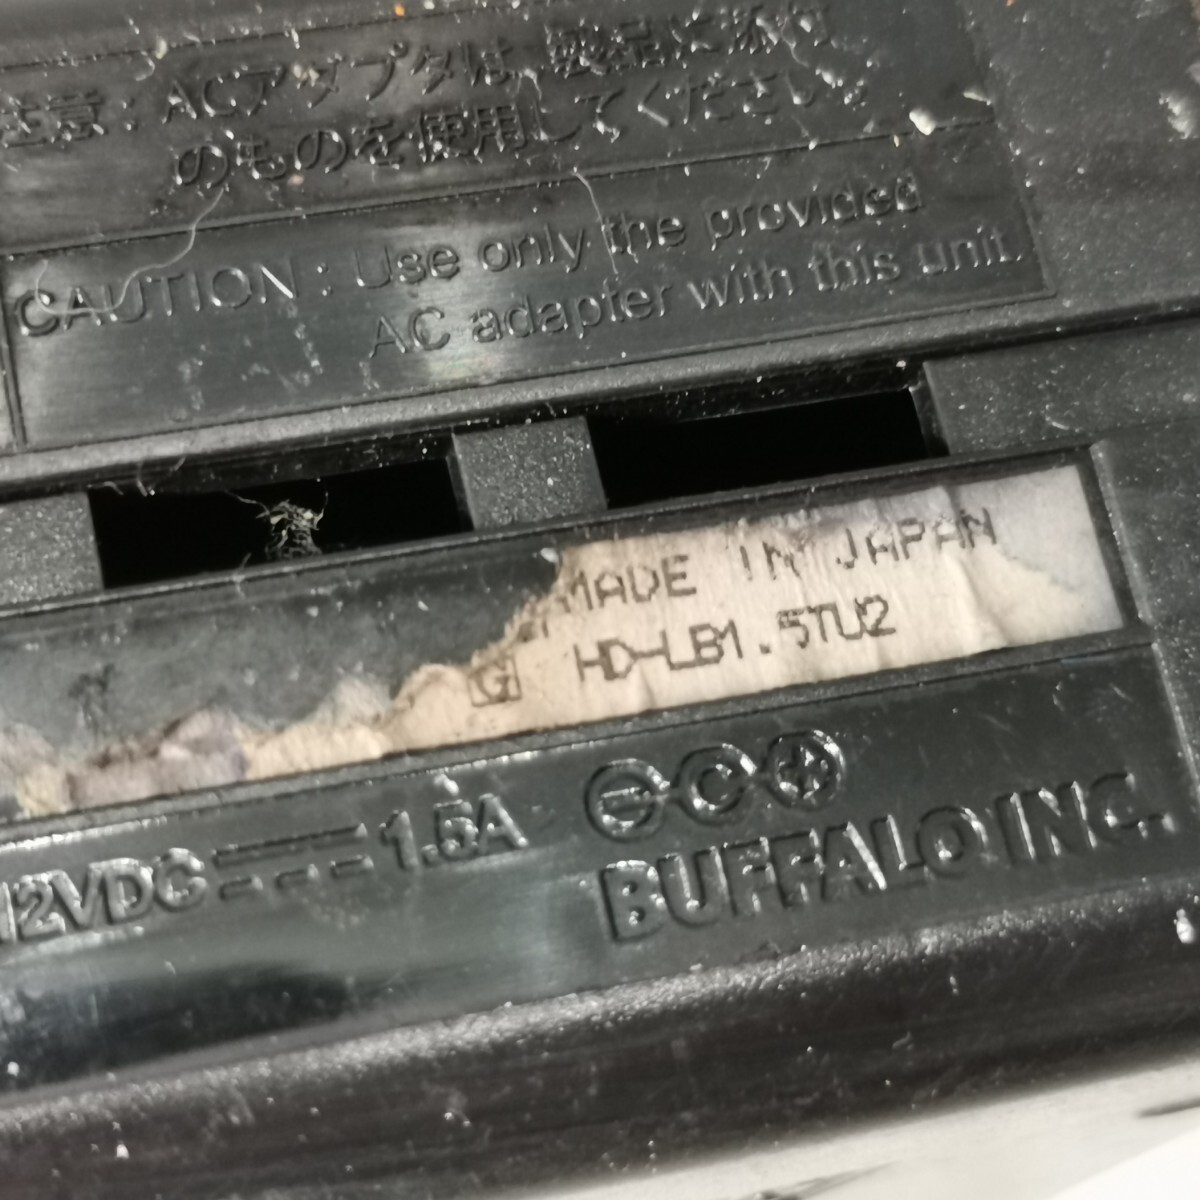 注意：ACアダプタは、製品に添付
のものを使用してください。
CAUTION : Use only the provided
AC adapter with this unit.
MADE IN JAPAN
G HD-LB1.5TU2
12VDC 1.5A
BUFFALO INC.